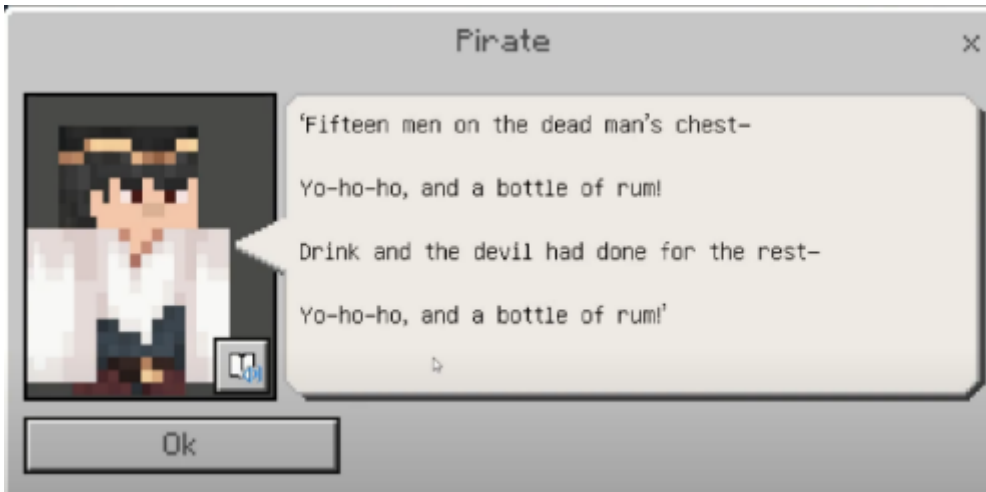 Pirate
‘Fifteen men on the dead man’s chest—
Yo-ho-ho, and a bottle of rum!
Drink and the devil had done for the rest—
Yo-ho-ho, and a bottle of rum!’
Ok